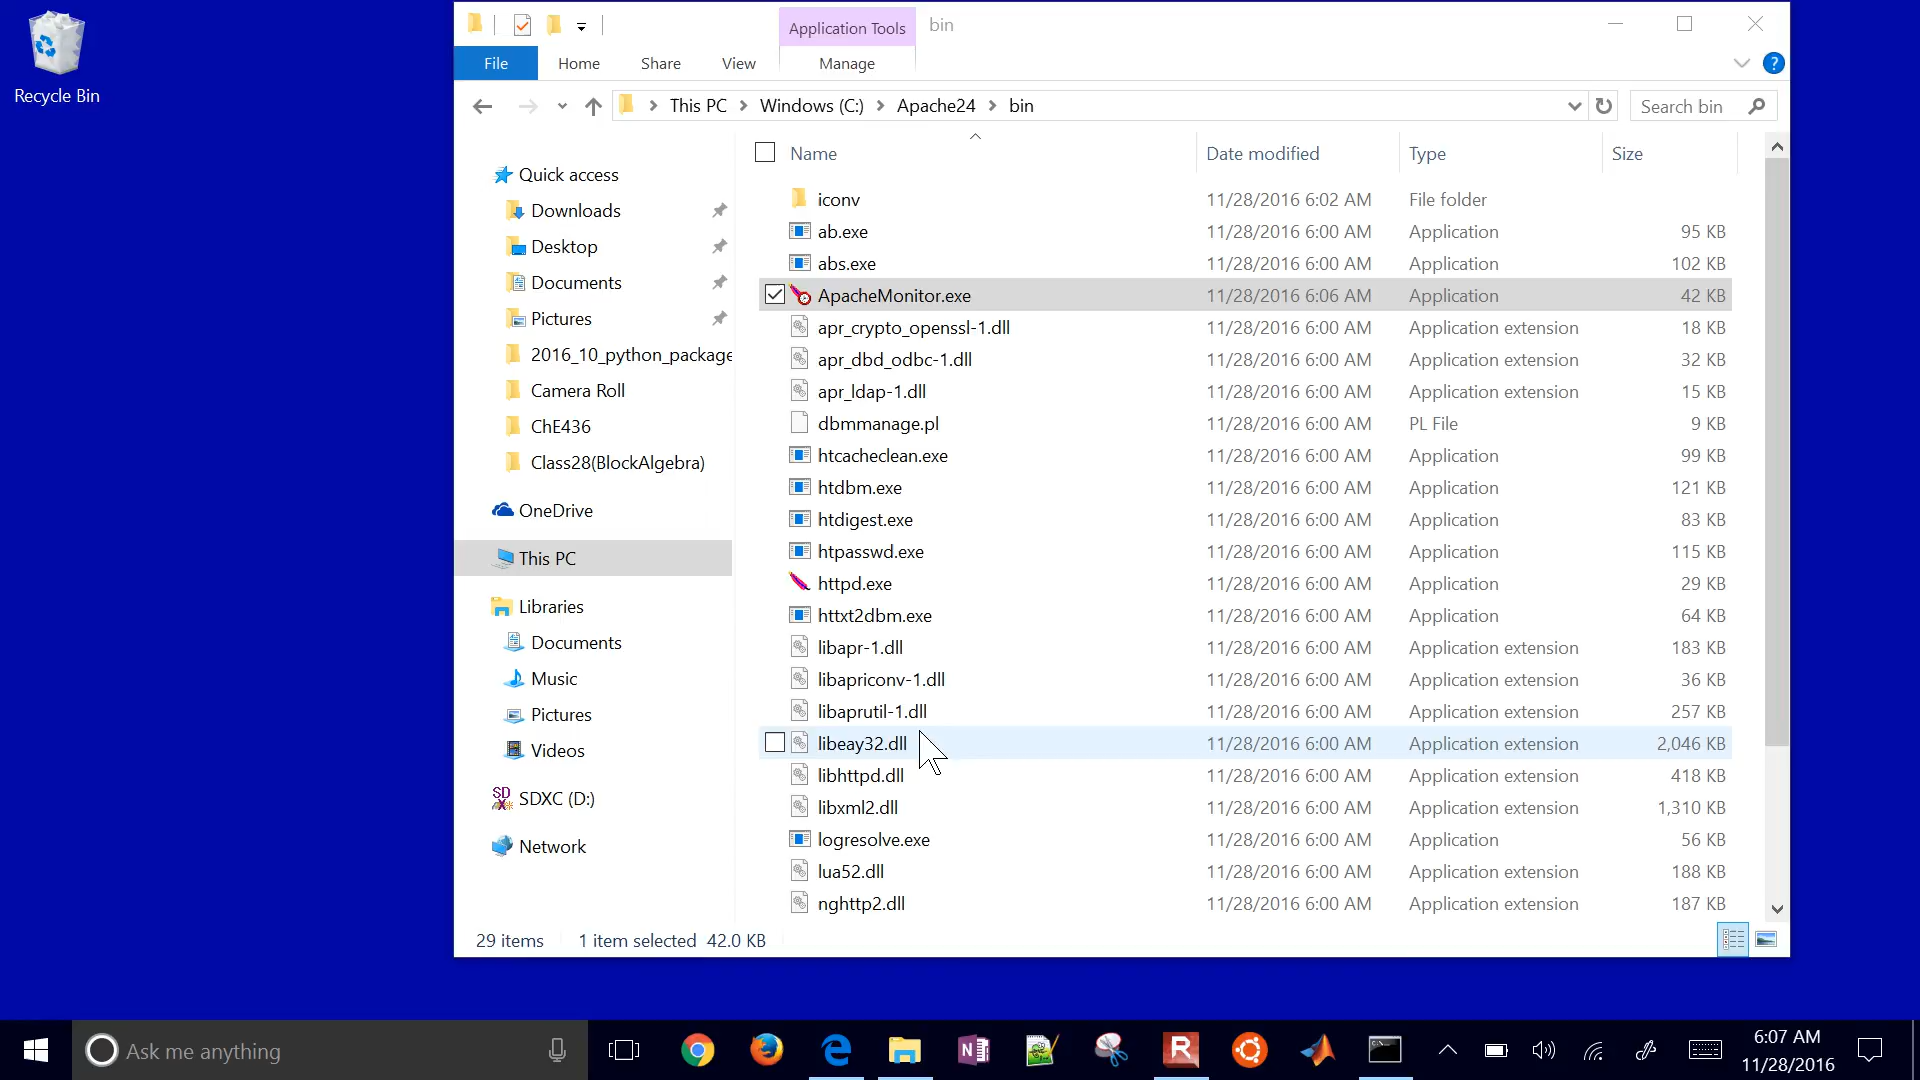 Recycle Bin
Application Tools
bin
File
Home
Share
View
Manage
?
This PC
Windows (C:)
Apache24
bin
Search bin
Name
Date modified
Type
Size
Quick access
Downloads
Desktop
Documents
Pictures
2016_10_python_package
Camera Roll
ChE436
Class28(BlockAlgebra)
OneDrive
This PC
Libraries
Documents
Music
Pictures
Videos
SD SDXC (D:)
Network
iconv 11/28/2016 6:02 AM File folder
ab.exe 11/28/2016 6:00 AM Application 95 KB
abs.exe 11/28/2016 6:00 AM Application 102 KB
ApacheMonitor.exe 11/28/2016 6:06 AM Application 42 KB
apr_crypto_openssl-1.dll 11/28/2016 6:00 AM Application extension 18 KB
apr_dbd_odbc-1.dll 11/28/2016 6:00 AM Application extension 32 KB
apr_ldap-1.dll 11/28/2016 6:00 AM Application extension 15 KB
dbmmanage.pl 11/28/2016 6:00 AM PL File 9 KB
htcacheclean.exe 11/28/2016 6:00 AM Application 99 KB
htdbm.exe 11/28/2016 6:00 AM Application 121 KB
htdigest.exe 11/28/2016 6:00 AM Application 83 KB
htpasswd.exe 11/28/2016 6:00 AM Application 115 KB
httpd.exe 11/28/2016 6:00 AM Application 29 KB
httxt2dbm.exe 11/28/2016 6:00 AM Application 64 KB
libapr-1.dll 11/28/2016 6:00 AM Application extension 183 KB
libapriconv-1.dll 11/28/2016 6:00 AM Application extension 36 KB
libaprutil-1.dll 11/28/2016 6:00 AM Application extension 257 KB
libeay32.dll 11/28/2016 6:00 AM Application extension 2,046 KB
libhttpd.dll 11/28/2016 6:00 AM Application extension 418 KB
libxml2.dll 11/28/2016 6:00 AM Application extension 1,310 KB
logresolve.exe 11/28/2016 6:00 AM Application 56 KB
lua52.dll 11/28/2016 6:00 AM Application extension 188 KB
nghttp2.dll 11/28/2016 6:00 AM Application extension 187 KB
29 items 1 item selected 42.0 KB
Ask me anything
N
R
6:07 AM
11/28/2016